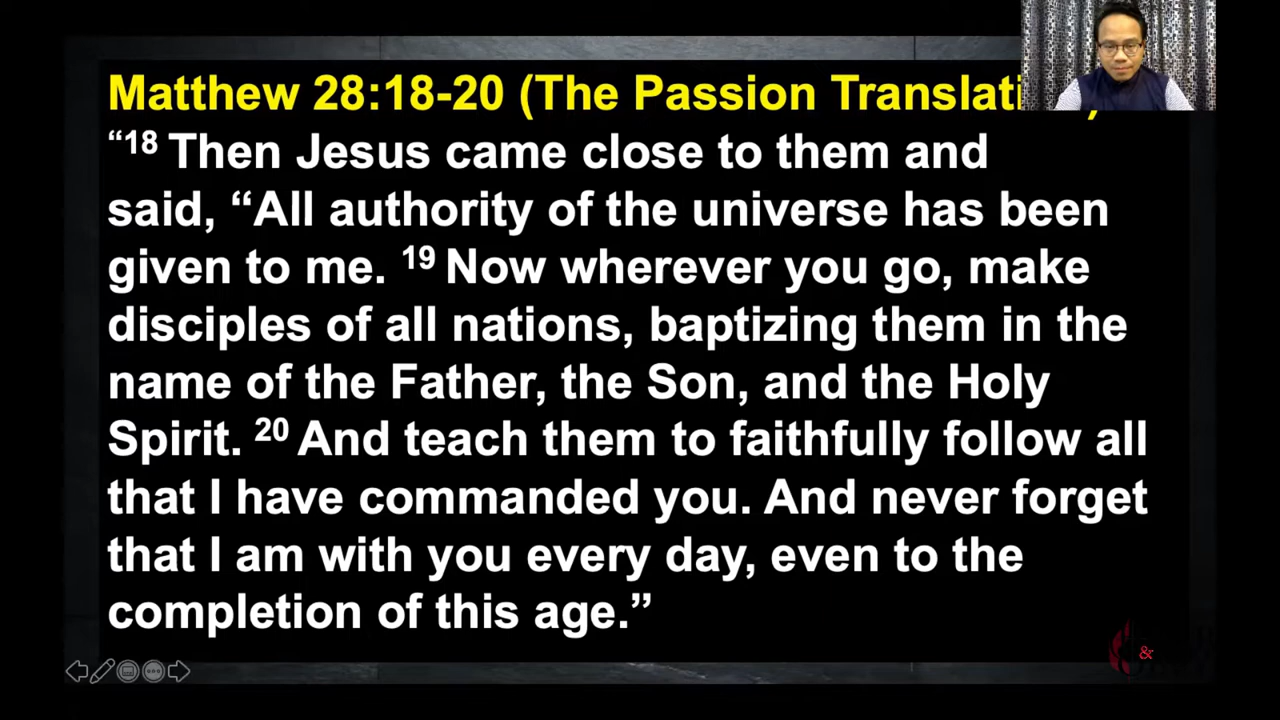 Matthew 28:18-20 (The Passion
“18 Then Jesus came close to them and
said, “All authority of the universe has been
given to me. 19 Now wherever you go, make
disciples of all nations, baptizing them in the
name of the Father, the Son, and the Holy
Spirit. 20 And teach them to faithfully follow all
that I have commanded you. And never forget
that I am with you every day, even to the
completion of this age.”
&